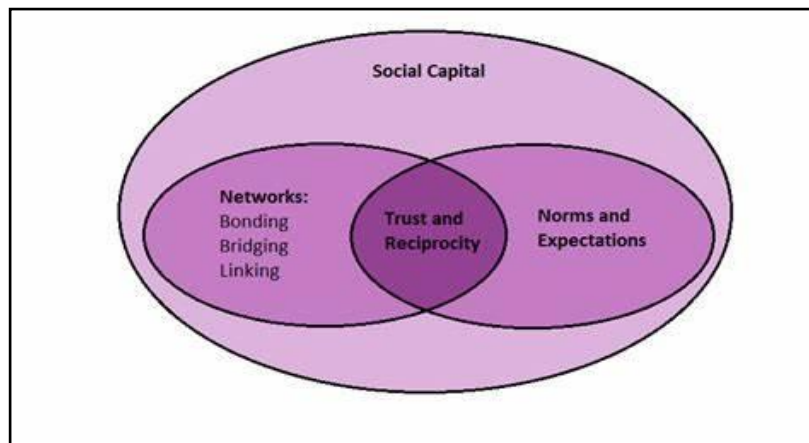 Social Capital
Networks:
Bonding
Bridging
Linking
Trust and
Reciprocity
Norms and
Expectations